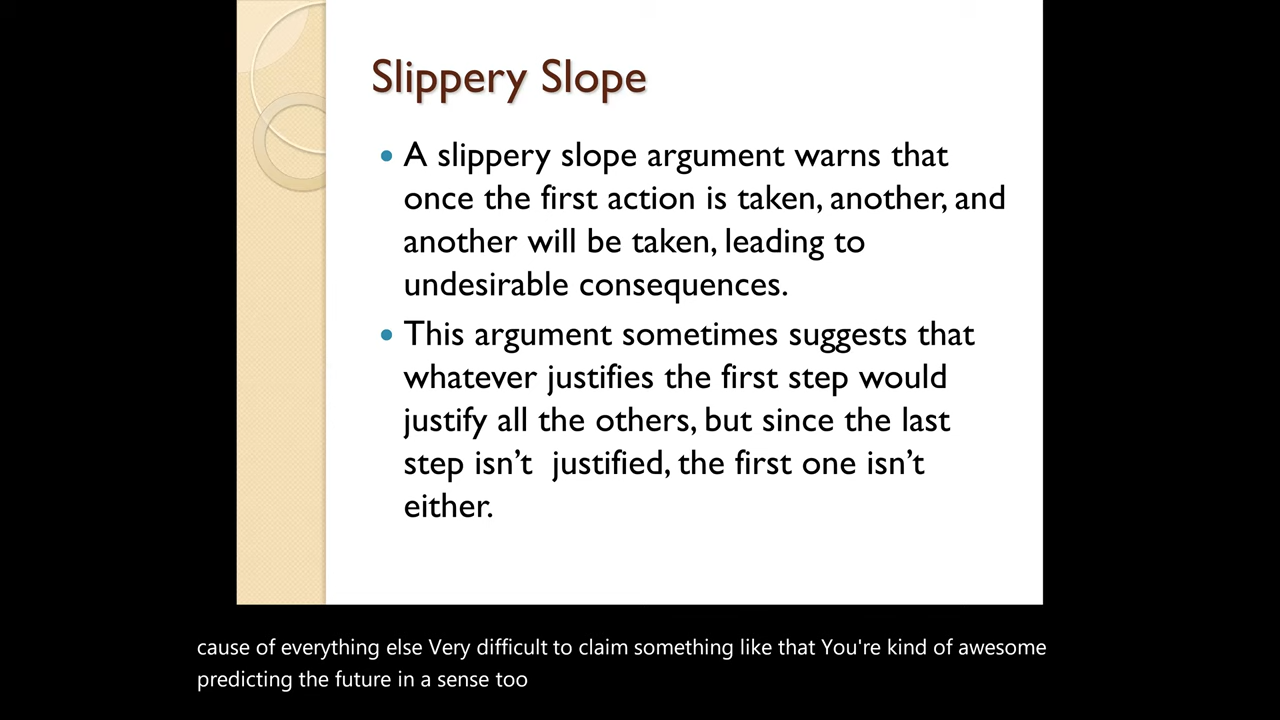 Slippery Slope
• A slippery slope argument warns that
once the first action is taken, another, and
another will be taken, leading to
undesirable consequences.
• This argument sometimes suggests that
whatever justifies the first step would
justify all the others, but since the last
step isn’t  justified, the first one isn’t
either.
cause of everything else Very difficult to claim something like that You're kind of awesome
predicting the future in a sense too